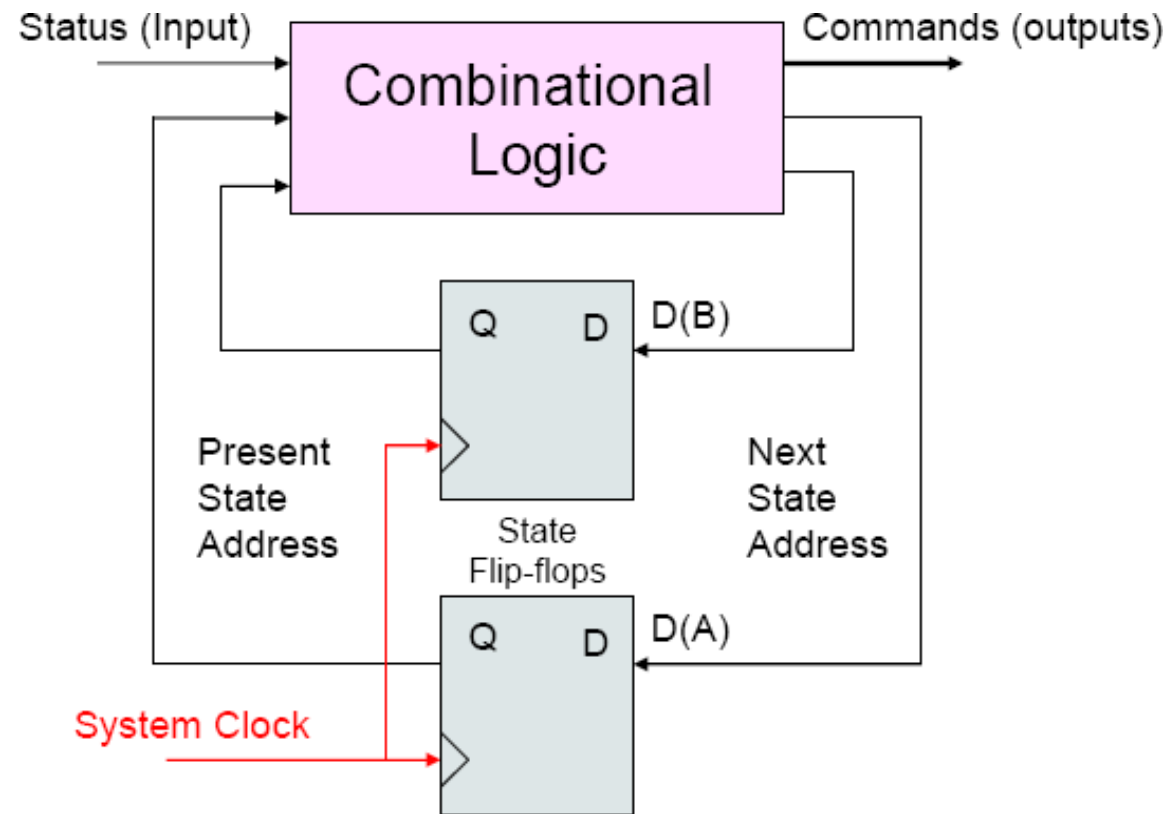 Status (Input)
Commands (outputs)
Combinational
Logic
Q
D
D(B)
Present
State
Address
Next
State
Address
State
Flip-flops
Q
D
D(A)
System Clock